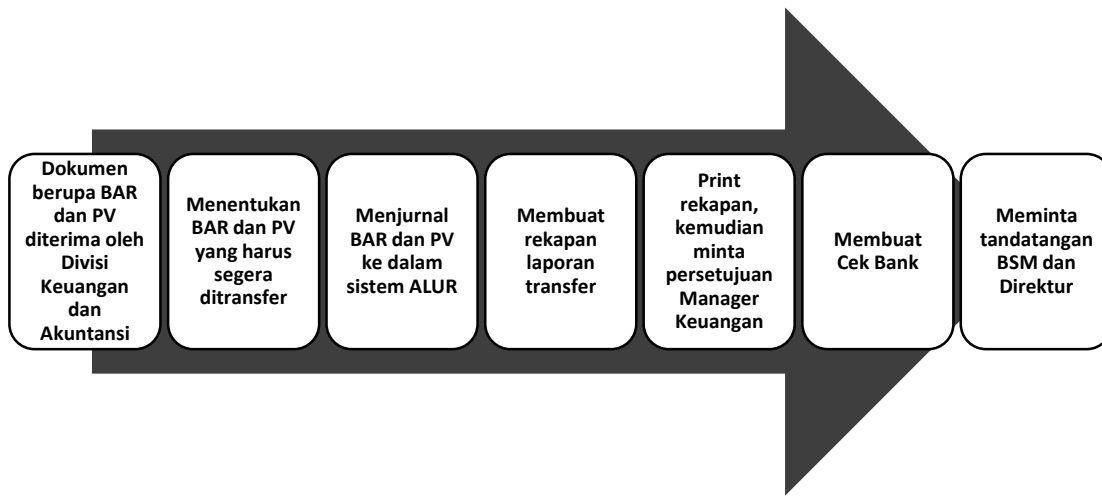 Dokumen
berupa BAR
dan PV
diterima oleh
Divisi
Keuangan
dan
Akuntansi
Menentukan
BAR dan PV
yang harus
segera
ditransfer
Menjurnal
BAR dan PV
ke dalam
sistem ALUR
Membuat
rekapan
laporan
transfer
Print
rekapan,
kemudian
minta
persetujuan
Manager
Keuangan
Membuat
Cek Bank
Meminta
tandatangan
BSM dan
Direktur